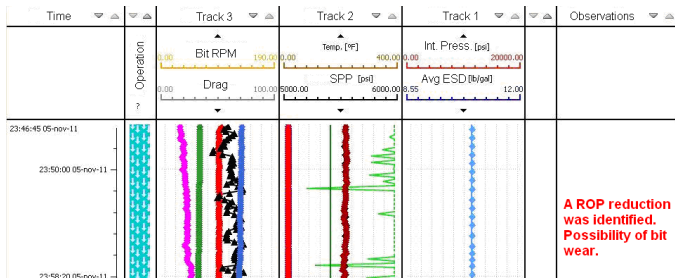 Time Track 3 Track 2 Track 1 Observations
Operation
?
Bit RPM
0.00 190.00
Drag
0.00 100.00
Temp. [ºF]
0.00 400.00
SPP [psi]
5000.00 6000.00
Int. Press. [psi]
0.00 20000.00
Avg ESD [lb/gal]
8.55 12.00
23:46:45 05-nov-11
23:50:00 05-nov-11
23:58:20 05-nov-11
A ROP reduction
was identified.
Possibility of bit
wear.